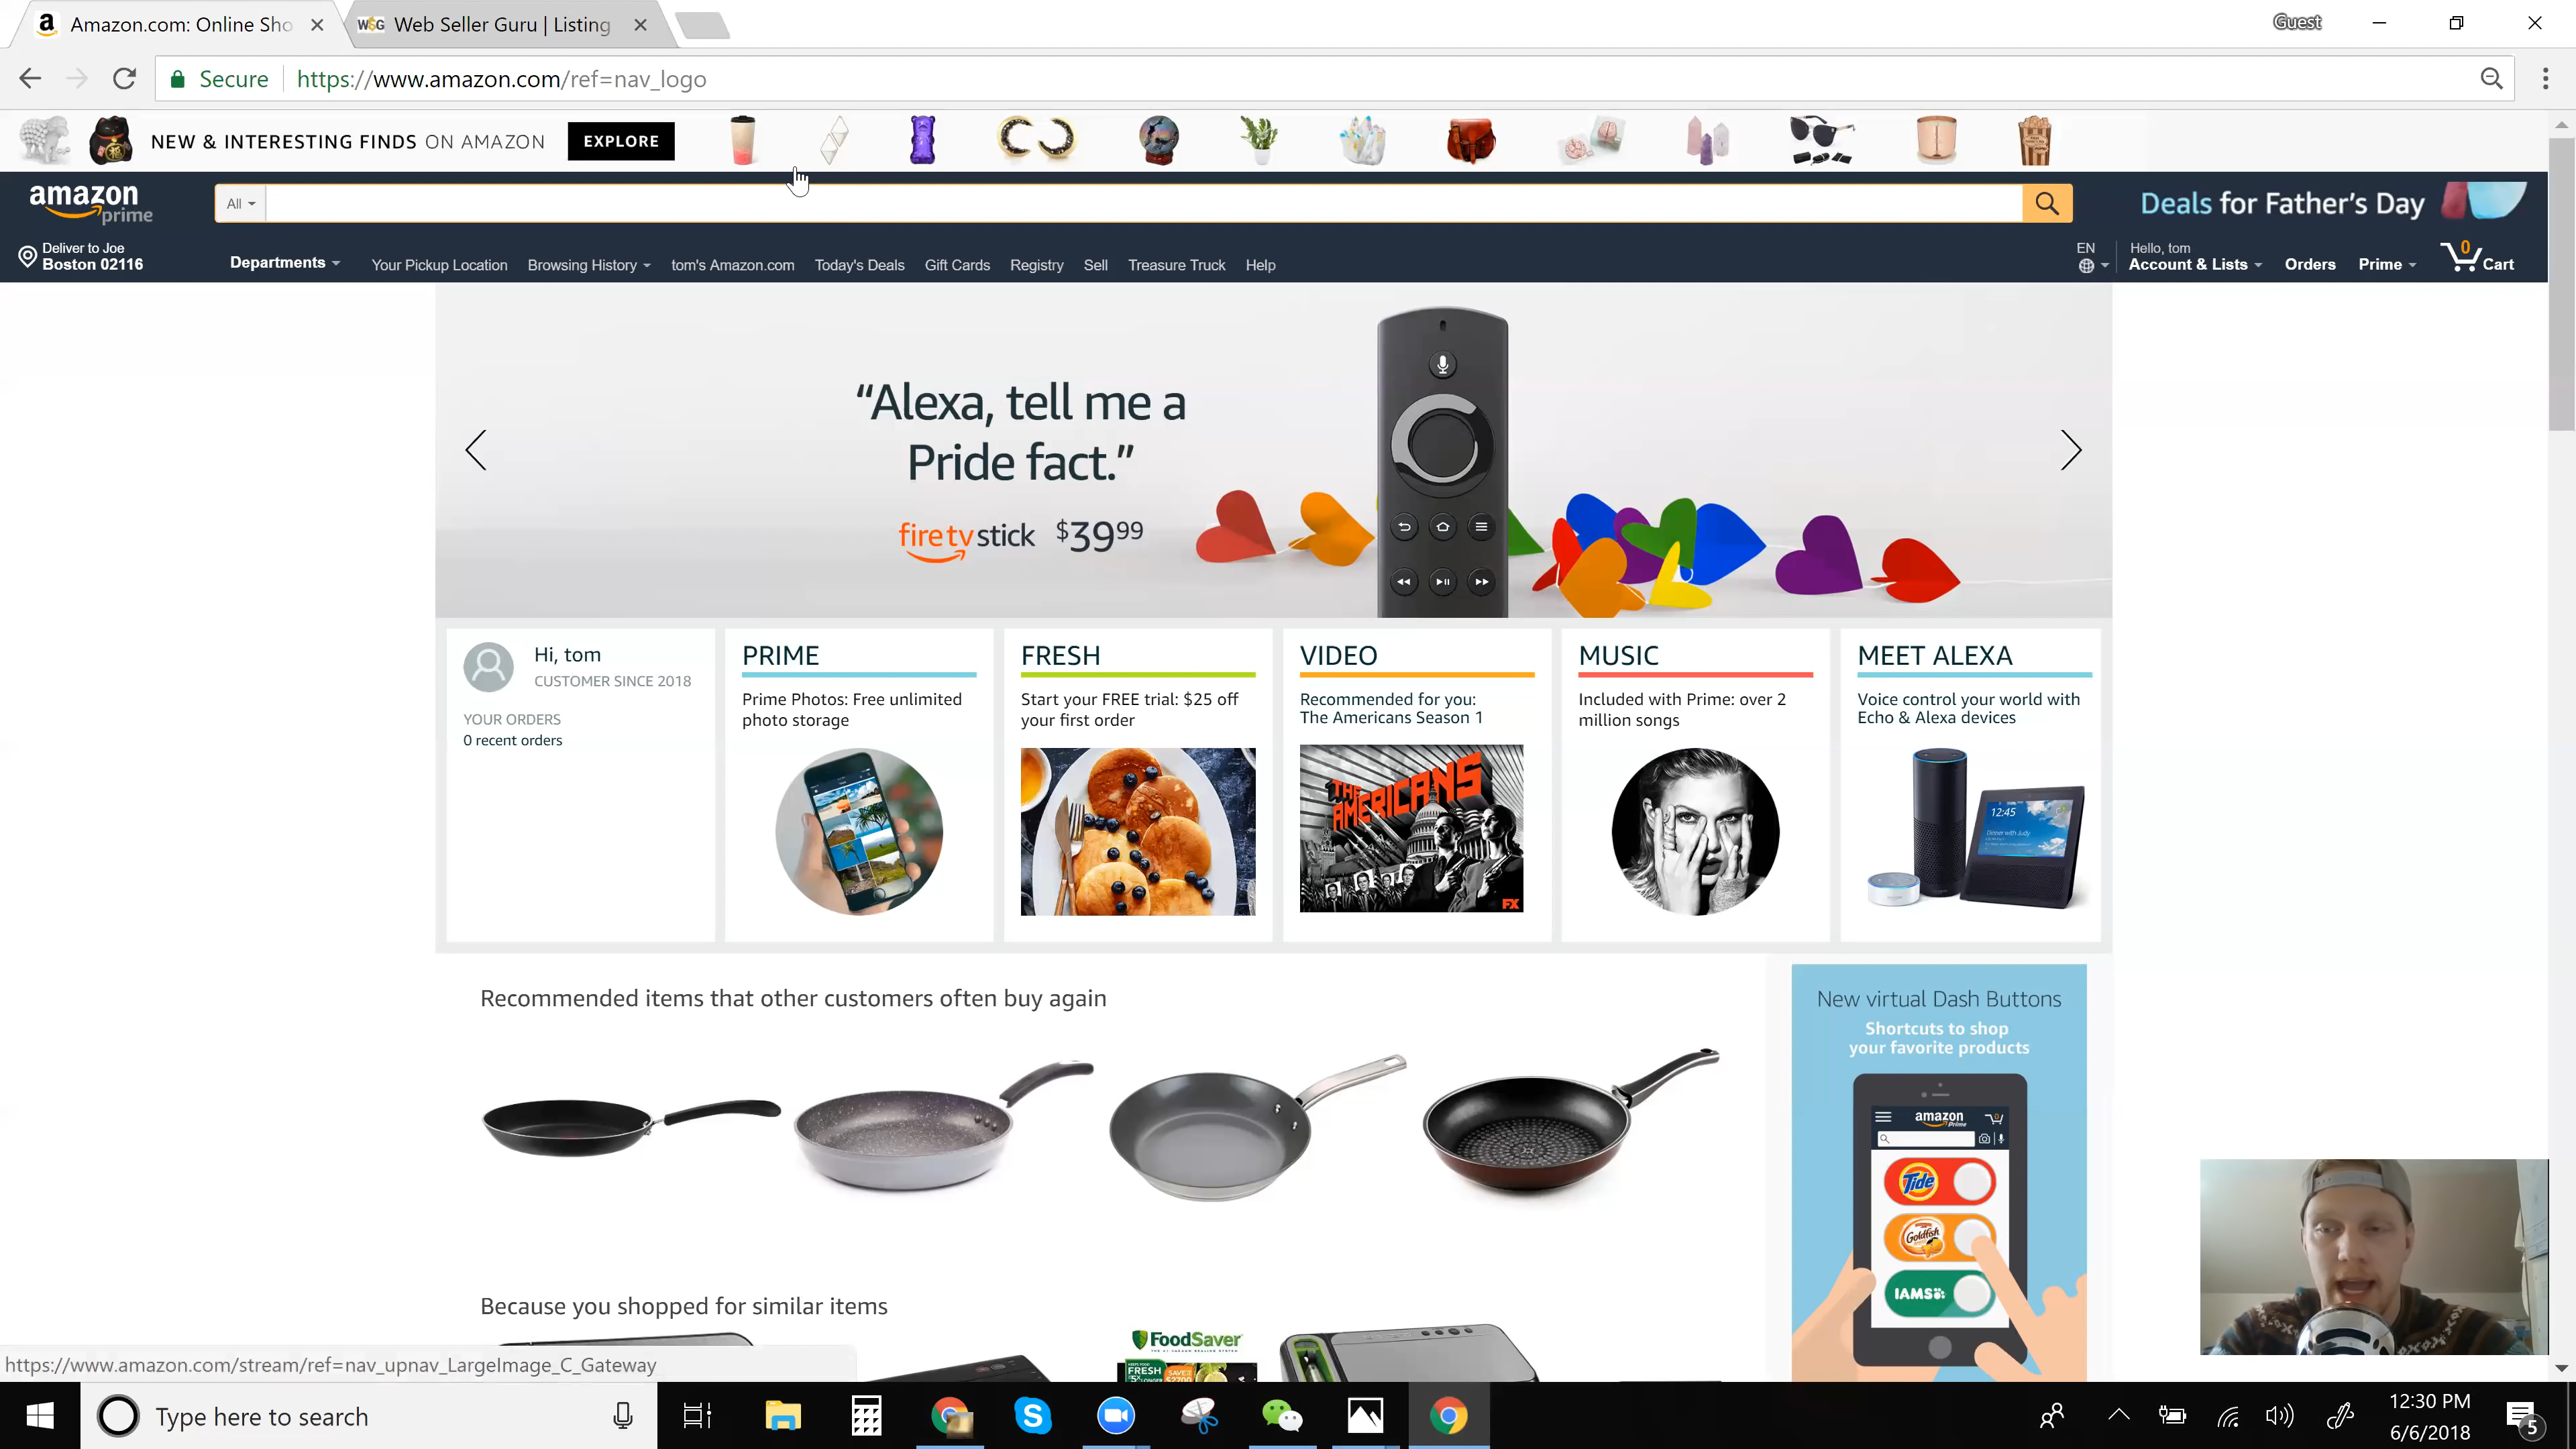 Amazon.com: Online Sho
W$G Web Seller Guru | Listing
Guest
Secure https://www.amazon.com/ref=nav_logo
NEW & INTERESTING FINDS ON AMAZON EXPLORE
amazon prime
All
Deals for Father's Day
Deliver to Joe
Boston 02116
Departments Your Pickup Location Browsing History tom's Amazon.com Today's Deals Gift Cards Registry Sell Treasure Truck Help
EN
Hello, tom
Account & Lists Orders Prime 0 Cart
“Alexa, tell me a
Pride fact.”
fire tv stick $39 99
Hi, tom
CUSTOMER SINCE 2018
YOUR ORDERS
0 recent orders
PRIME
Prime Photos: Free unlimited
photo storage
FRESH
Start your FREE trial: $25 off
your first order
VIDEO
Recommended for you:
The Americans Season 1
THE
AMERICANS
FX
MUSIC
Included with Prime: over 2
million songs
MEET ALEXA
Voice control your world with
Echo & Alexa devices
12:45
Dinner with Judy
Recommended items that other customers often buy again
New virtual Dash Buttons
Shortcuts to shop
your favorite products
amazon
Prime
Tide
Goldfish
IAMS
Because you shopped for similar items
FoodSaver
FRESH
https://www.amazon.com/stream/ref=nav_upnav_LargeImage_C_Gateway
Type here to search
12:30 PM
6/6/2018
5